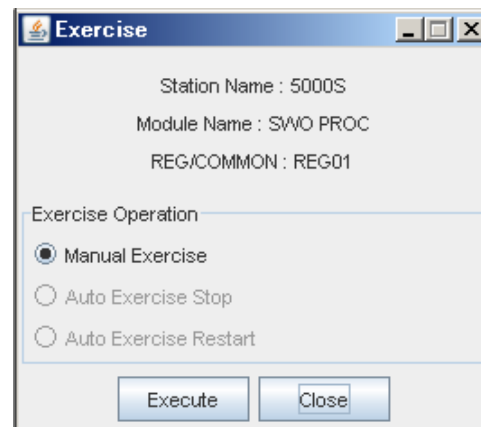 Exercise
Station Name : 5000S
Module Name : SWO PROC
REG/COMMON : REG01
Exercise Operation
Manual Exercise
Auto Exercise Stop
Auto Exercise Restart
Execute Close